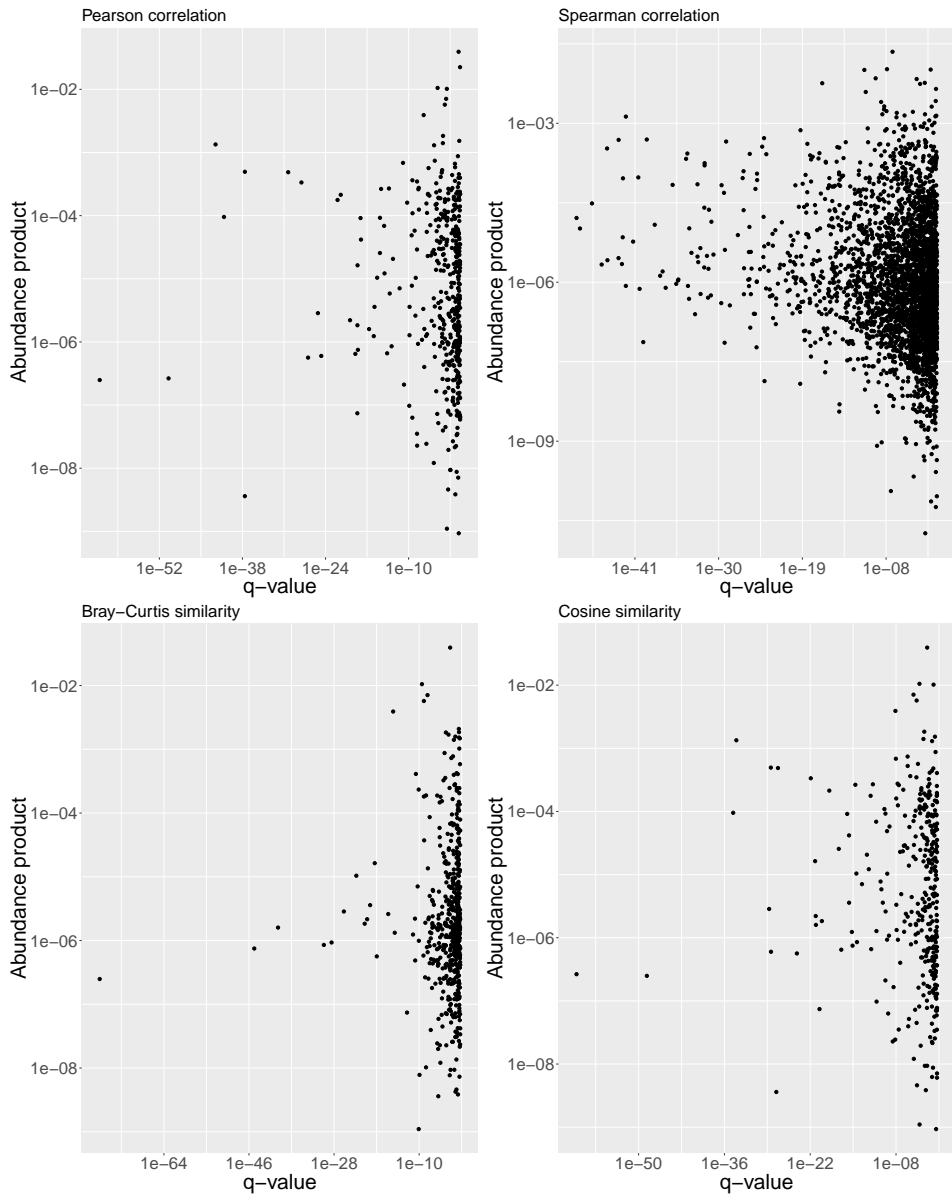 Pearson correlation
Abundance product
1e−02
1e−04
1e−06
1e−08
1e−52
1e−38
1e−24
1e−10
q−value
Spearman correlation
Abundance product
1e−03
1e−06
1e−09
1e−41
1e−30
1e−19
1e−08
q−value
Bray−Curtis similarity
Abundance product
1e−02
1e−04
1e−06
1e−08
1e−64
1e−46
1e−28
1e−10
q−value
Cosine similarity
Abundance product
1e−02
1e−04
1e−06
1e−08
1e−50
1e−36
1e−22
1e−08
q−value